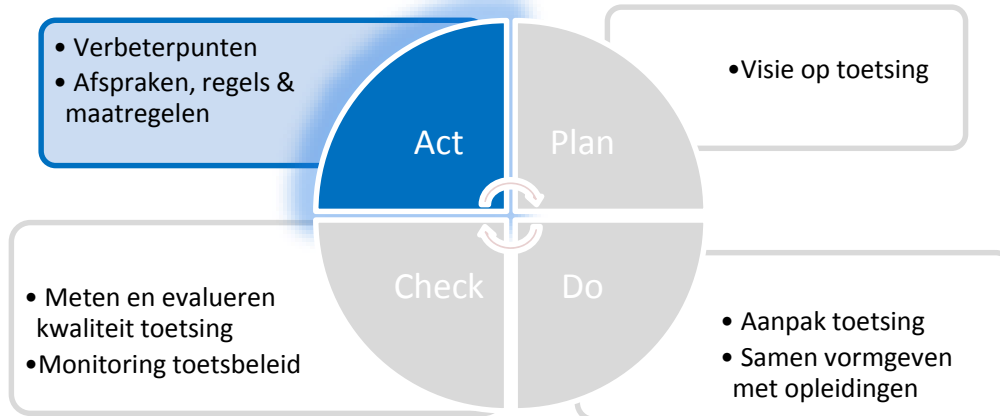 • Verbeterpunten
• Afspraken, regels &
maatregelen
Act
Plan
•Visie op toetsing
• Meten en evalueren
kwaliteit toetsing
•Monitoring toetsbeleid
Check
Do
• Aanpak toetsing
• Samen vormgeven
met opleidingen